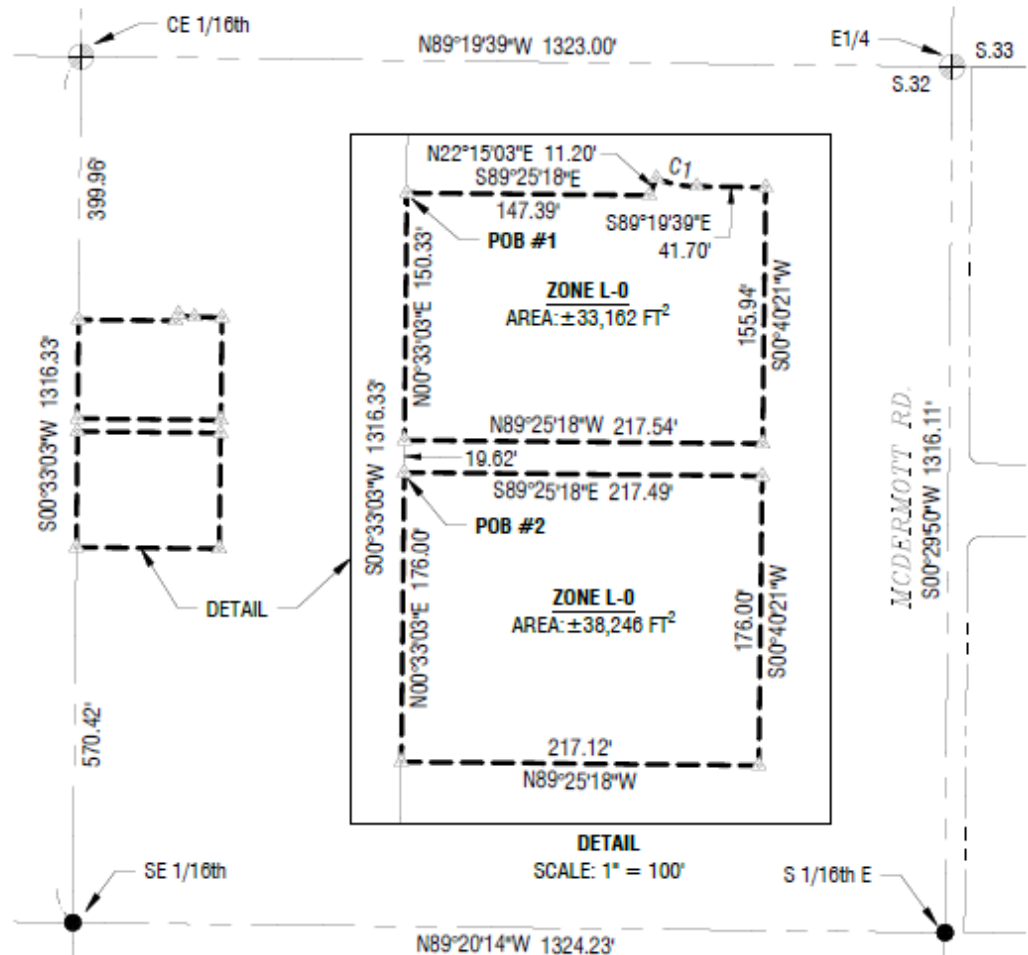 CE 1/16th
N89°19'39"W 1323.00'
E1/4
S.33
S.32
399.96'
N22°15'03"E 11.20'
C1
S89°25'18"E
147.39'
S89°19'39"E
41.70'
POB #1
N00°33'03"E 150.33'
ZONE L-0
AREA: ±33,162 FT²
155.94'
S00°40'21"W
S00°33'03"W 1316.33'
S00°33'03"W 1316.33'
N89°25'18"W 217.54'
19.62'
S89°25'18"E 217.49'
POB #2
MCDERMOTT RD.
S00°29'50"W 1316.11'
N00°33'03"E 176.00'
ZONE L-0
AREA: ±38,246 FT²
176.00'
S00°40'21"W
DETAIL
570.42'
217.12'
N89°25'18"W
DETAIL
SCALE: 1" = 100'
SE 1/16th
S 1/16th E
N89°20'14"W 1324.23'